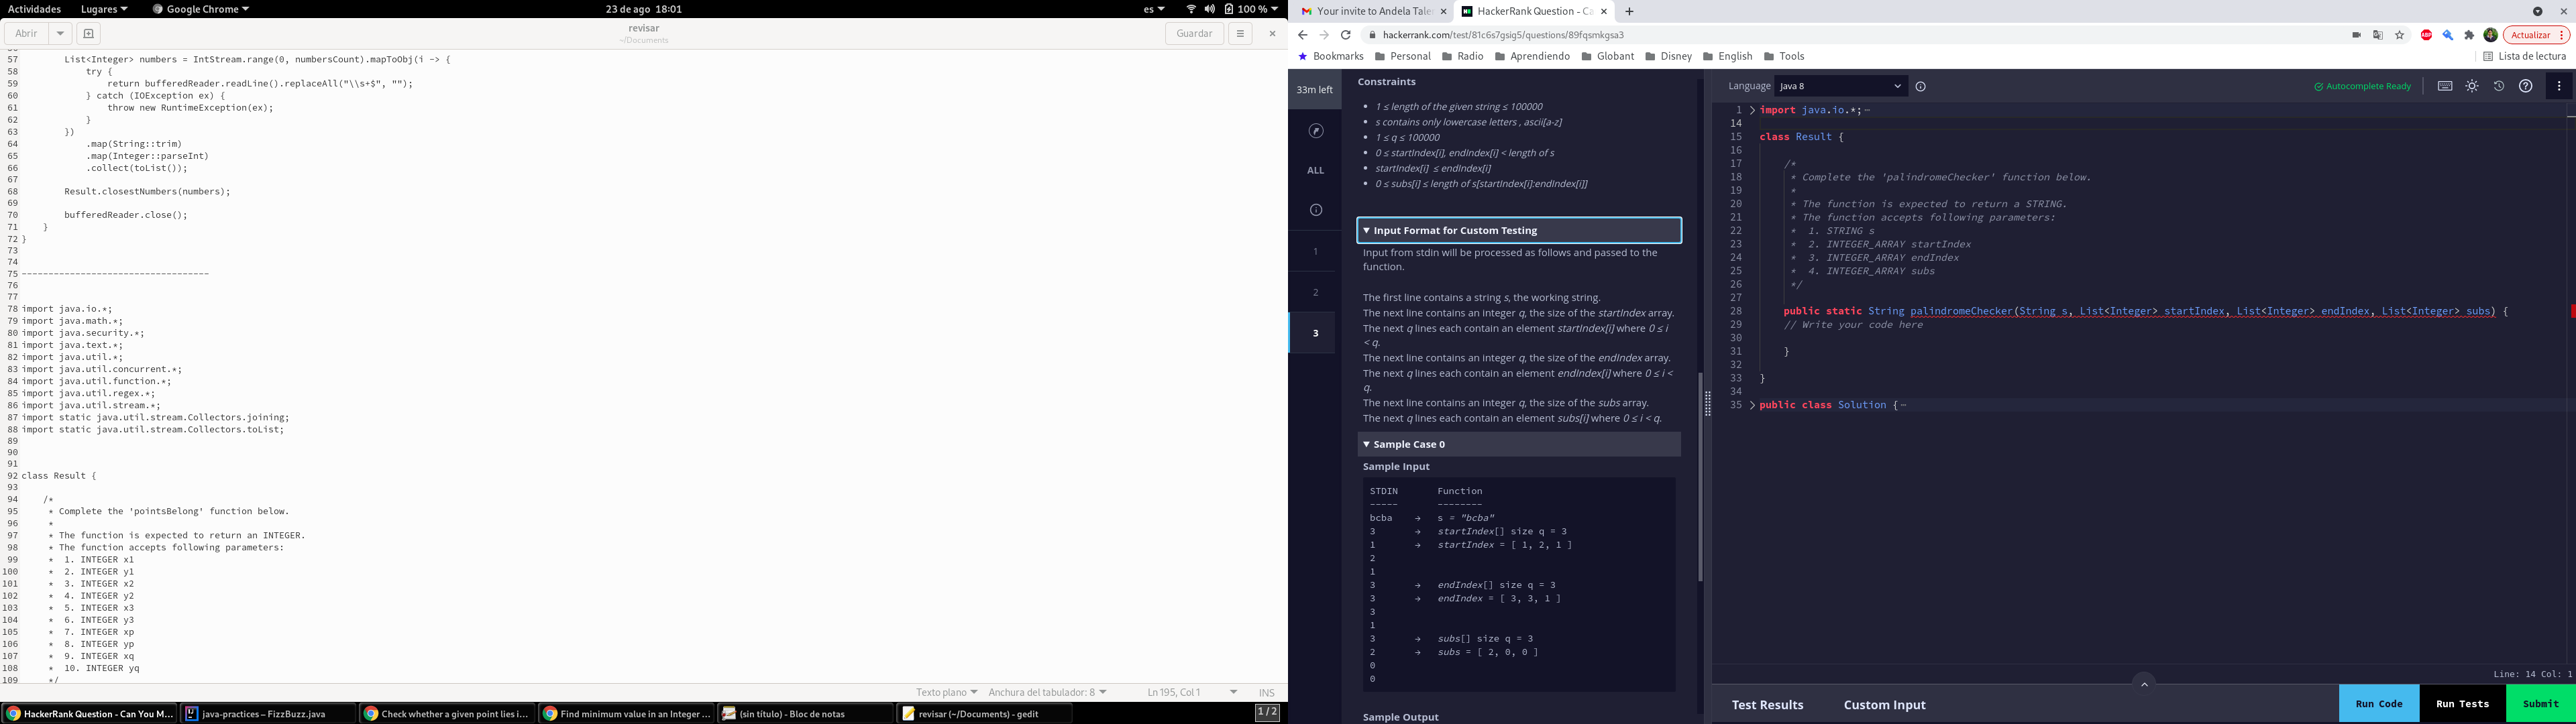 Actividades Lugares Google Chrome 23 de ago 18:01 es 100 %
Abrir revisar Guardar
~/Documents
57 List<Integer> numbers = IntStream.range(0, numbersCount).mapToObj(i -> {
58 try {
59 return bufferedReader.readLine().replaceAll("\\s+$", "");
60 } catch (IOException ex) {
61 throw new RuntimeException(ex);
62 }
63 })
64 .map(String::trim)
65 .map(Integer::parseInt)
66 .collect(toList());
67
68 Result.closestNumbers(numbers);
69
70 bufferedReader.close();
71 }
72 }
73
74
75 -----------------------------------
76
77
78 import java.io.*;
79 import java.math.*;
80 import java.security.*;
81 import java.text.*;
82 import java.util.*;
83 import java.util.concurrent.*;
84 import java.util.function.*;
85 import java.util.regex.*;
86 import java.util.stream.*;
87 import static java.util.stream.Collectors.joining;
88 import static java.util.stream.Collectors.toList;
89
90
91
92 class Result {
93
94 /*
95 * Complete the 'pointsBelong' function below.
96 *
97 * The function is expected to return an INTEGER.
98 * The function accepts following parameters:
99 * 1. INTEGER x1
100 * 2. INTEGER y1
101 * 3. INTEGER x2
102 * 4. INTEGER y2
103 * 5. INTEGER x3
104 * 6. INTEGER y3
105 * 7. INTEGER xp
106 * 8. INTEGER yp
107 * 9. INTEGER xq
108 * 10. INTEGER yq
109 */
Texto plano Anchura del tabulador: 8 Ln 195, Col 1 INS
HackerRank Question - Can You M... java-practices – FizzBuzz.java Check whether a given point lies i... Find minimum value in an Integer ... (sin título) - Bloc de notas revisar (~/Documents) - gedit 1 / 2
Your invite to Andela Tale HackerRank Question - Ca
hackerrank.com/test/81c6s7gsig5/questions/89fqsmkgsa3 ABP Actualizar
Bookmarks Personal Radio Aprendiendo Globant Disney English Tools Lista de lectura
33m left
ALL
1
2
3
Constraints
1 ≤ length of the given string ≤ 100000
s contains only lowercase letters , ascii[a-z]
1 ≤ q ≤ 100000
0 ≤ startIndex[i], endIndex[i] < length of s
startIndex[i] ≤ endIndex[i]
0 ≤ subs[i] ≤ length of s[startIndex[i]:endIndex[i]]
Input Format for Custom Testing
Input from stdin will be processed as follows and passed to the
function.
The first line contains a string s, the working string.
The next line contains an integer q, the size of the startIndex array.
The next q lines each contain an element startIndex[i] where 0 ≤ i
< q.
The next line contains an integer q, the size of the endIndex array.
The next q lines each contain an element endIndex[i] where 0 ≤ i <
q.
The next line contains an integer q, the size of the subs array.
The next q lines each contain an element subs[i] where 0 ≤ i < q.
Sample Case 0
Sample Input
STDIN Function
----- --------
bcba → s = "bcba"
3 → startIndex[] size q = 3
1 → startIndex = [ 1, 2, 1 ]
2
1
3 → endIndex[] size q = 3
3 → endIndex = [ 3, 3, 1 ]
3
1
3 → subs[] size q = 3
2 → subs = [ 2, 0, 0 ]
0
0
Sample Output
Language Java 8 Autocomplete Ready
1 import java.io.*;
14
15 class Result {
16
17 /*
18 * Complete the 'palindromeChecker' function below.
19 *
20 * The function is expected to return a STRING.
21 * The function accepts following parameters:
22 * 1. STRING s
23 * 2. INTEGER_ARRAY startIndex
24 * 3. INTEGER_ARRAY endIndex
25 * 4. INTEGER_ARRAY subs
26 */
27
28 public static String palindromeChecker(String s, List<Integer> startIndex, List<Integer> endIndex, List<Integer> subs) {
29 // Write your code here
30
31 }
32
33 }
34
35 public class Solution {
Line: 14 Col: 1
Test Results Custom Input Run Code Run Tests Submit